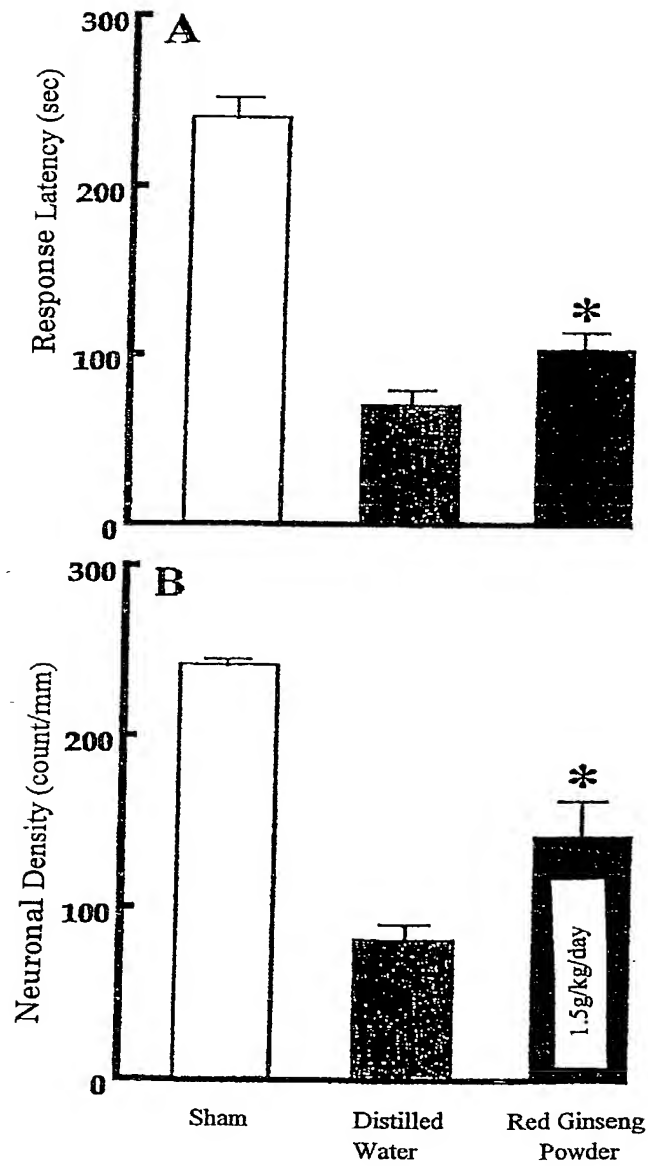 A
300
200
100
0
Response Latency (sec)
*
B
300
200
100
0
Neuronal Density (count/mm)
*
1.5g/kg/day
Sham
Distilled Water
Red Ginseng Powder